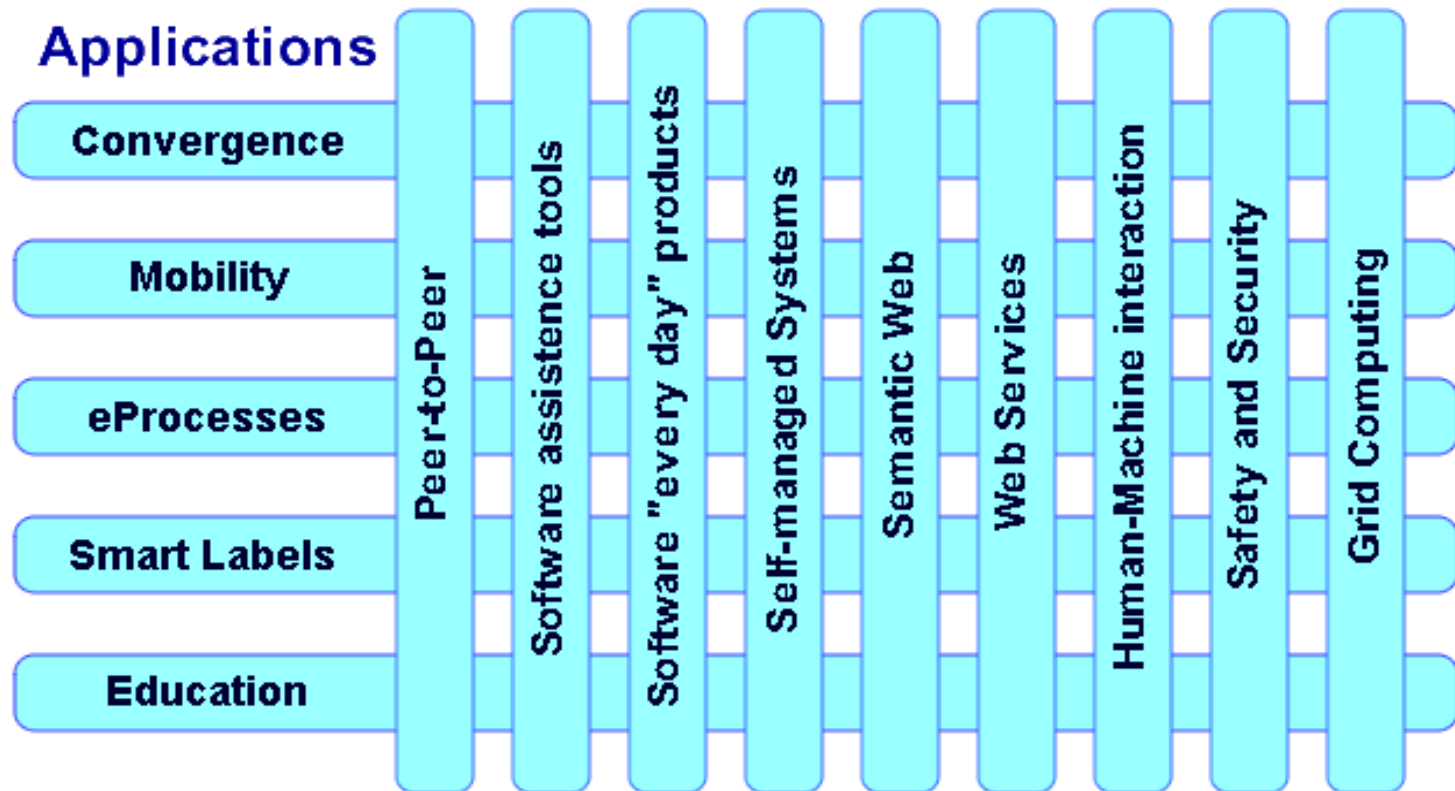 Applications
Convergence
Mobility
eProcesses
Smart Labels
Education
Peer-to-Peer
Software assistence tools
Software "every day" products
Self-managed Systems
Semantic Web
Web Services
Human-Machine interaction
Safety and Security
Grid Computing